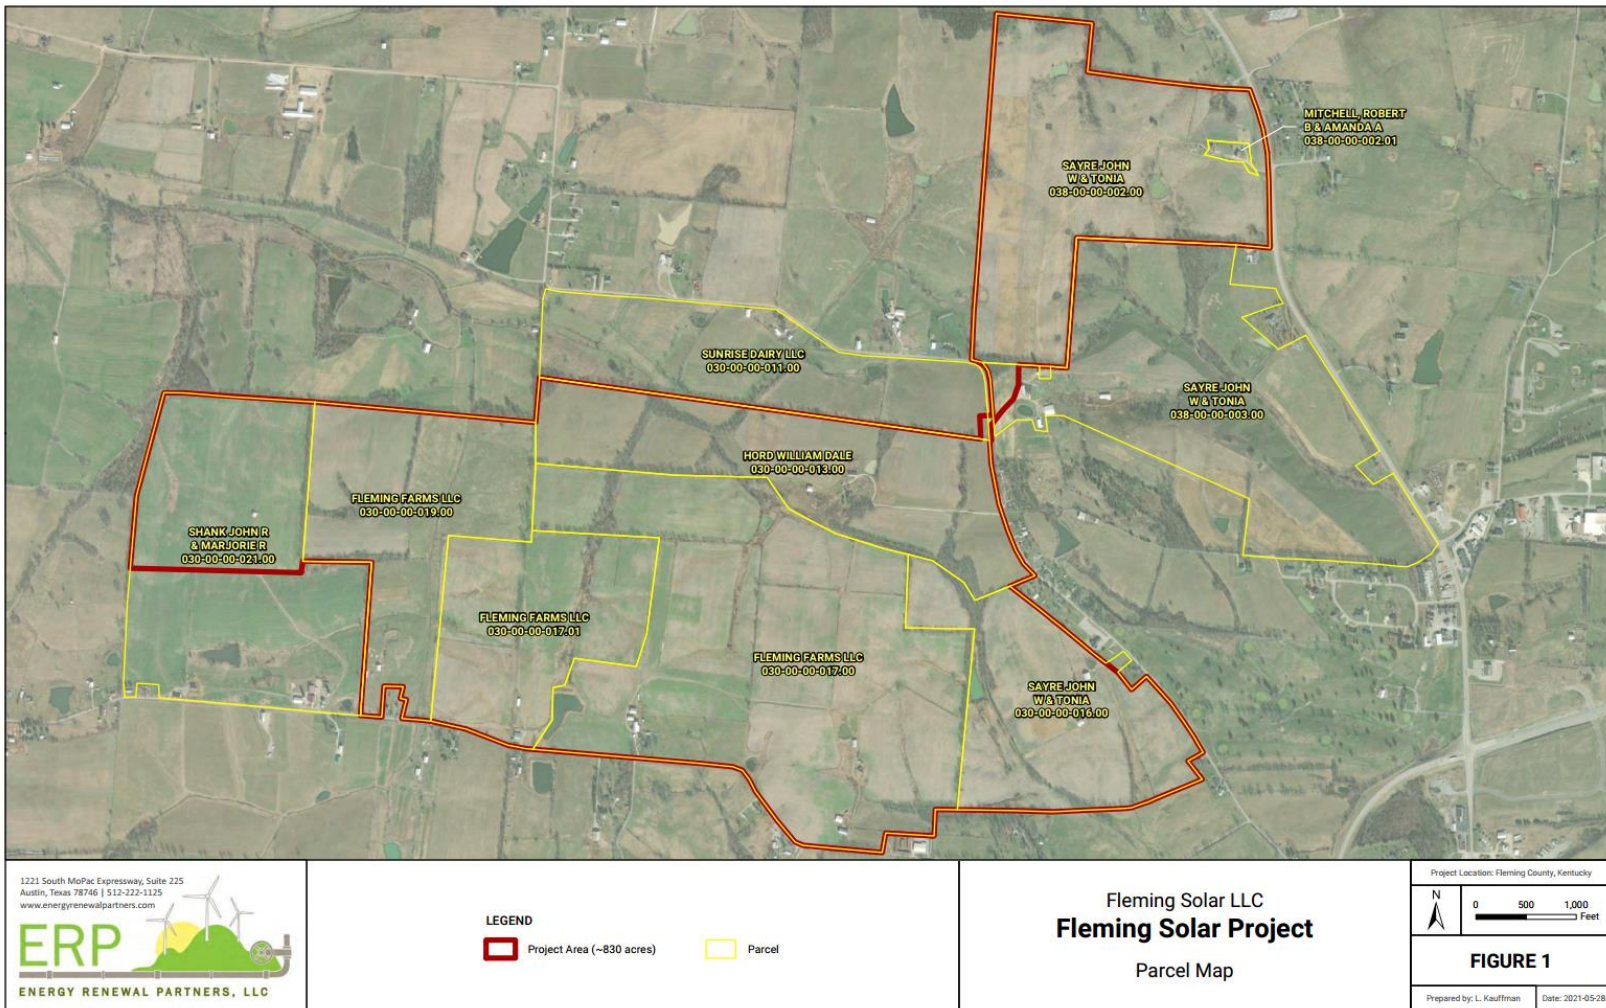 MITCHELL, ROBERT
B & AMANDA A
038-00-00-002.01
SAYRE JOHN
W & TONIA
038-00-00-002.00
SUNRISE DAIRY LLC
030-00-00-011.00
SAYRE JOHN
W & TONIA
038-00-00-003.00
HORD WILLIAM DALE
030-00-00-013.00
FLEMING FARMS LLC
030-00-00-019.00
SHANK JOHN R
& MARJORIE R
030-00-00-021.00
FLEMING FARMS LLC
030-00-00-017.01
FLEMING FARMS LLC
030-00-00-017.00
SAYRE JOHN
W & TONIA
030-00-00-016.00
1221 South MoPac Expressway, Suite 225
Austin, Texas 78746 | 512-222-1125
www.energyrenewalpartners.com
ERP
ENERGY RENEWAL PARTNERS, LLC
LEGEND
Project Area (~830 acres)
Parcel
Fleming Solar LLC
Fleming Solar Project
Parcel Map
Project Location: Fleming County, Kentucky
N
0 500 1,000
Feet
FIGURE 1
Prepared by: L. Kauffman
Date: 2021-05-28